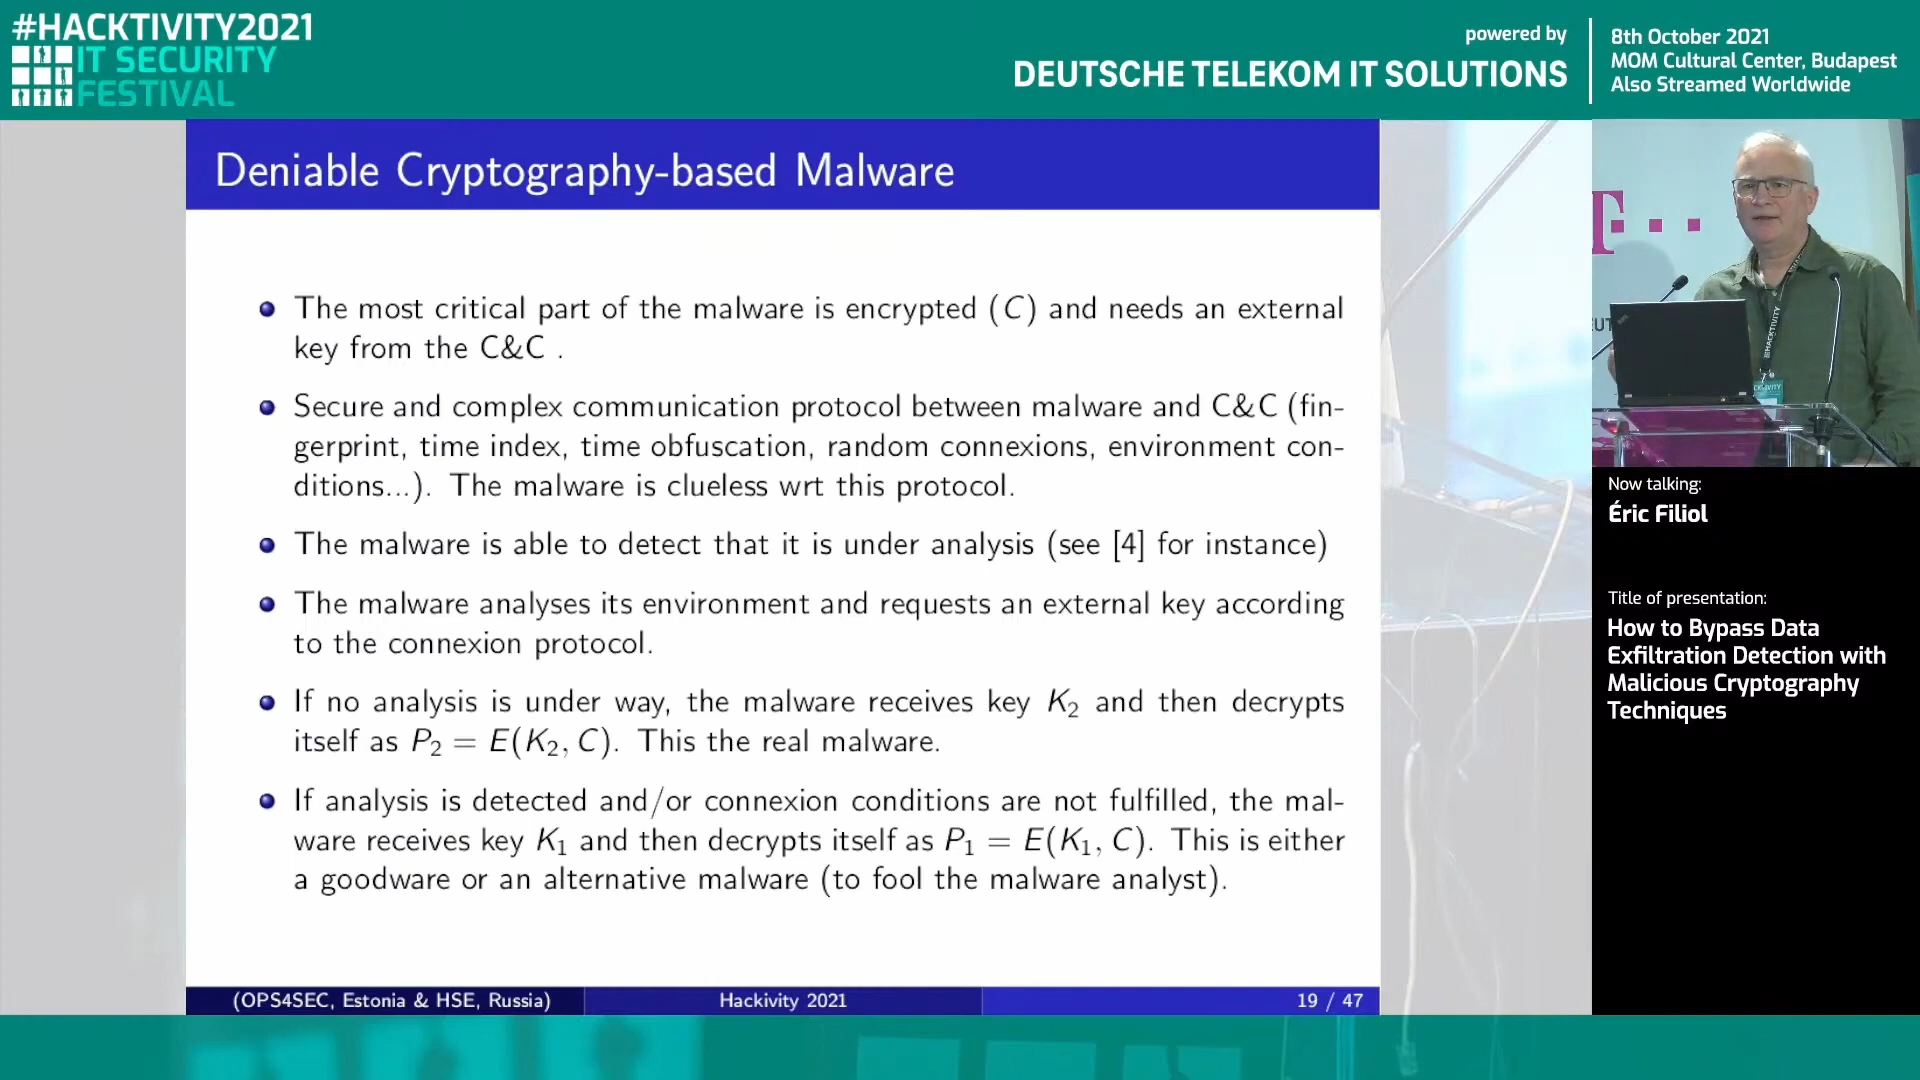 #HACKTIVITY2021
IT SECURITY
FESTIVAL
powered by
DEUTSCHE TELEKOM IT SOLUTIONS
8th October 2021
MOM Cultural Center, Budapest
Also Streamed Worldwide
Deniable Cryptography-based Malware
The most critical part of the malware is encrypted (C) and needs an external
key from the C&C .
Secure and complex communication protocol between malware and C&C (fin-
gerprint, time index, time obfuscation, random connexions, environment con-
ditions...). The malware is clueless wrt this protocol.
The malware is able to detect that it is under analysis (see [4] for instance)
The malware analyses its environment and requests an external key according
to the connexion protocol.
If no analysis is under way, the malware receives key K₂ and then decrypts
itself as P₂ = E(K₂, C). This the real malware.
If analysis is detected and/or connexion conditions are not fulfilled, the mal-
ware receives key K₁ and then decrypts itself as P₁ = E(K₁, C). This is either
a goodware or an alternative malware (to fool the malware analyst).
(OPS4SEC, Estonia & HSE, Russia)
Hackivity 2021
19 / 47
T
#HACKTIVITY
Now talking:
Éric Filiol
Title of presentation:
How to Bypass Data
Exfiltration Detection with
Malicious Cryptography
Techniques